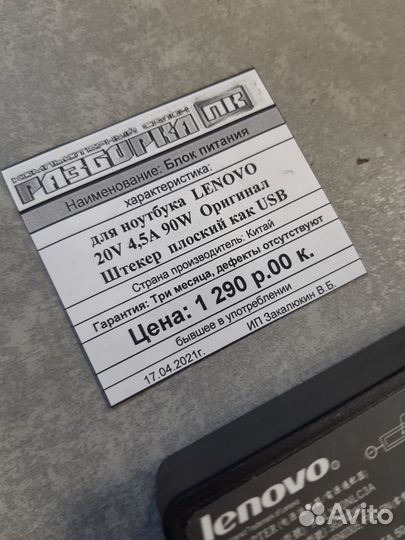 КОМПЬЮТЕРНЫЙ САЛОН
РАЗБОРКА ПК
Наименование: Блок питания
характеристика:
для ноутбука LENOVO
20V 4,5A 90W Оригинал
Штекер плоский как USB
Страна производитель: Китай
Гарантия: Три месяца, дефекты отсутствуют
Цена: 1 290 р.00 к.
бывшее в употреблении
17.04.2021г. ИП Закалюкин В.Б.
lenovo
Avito